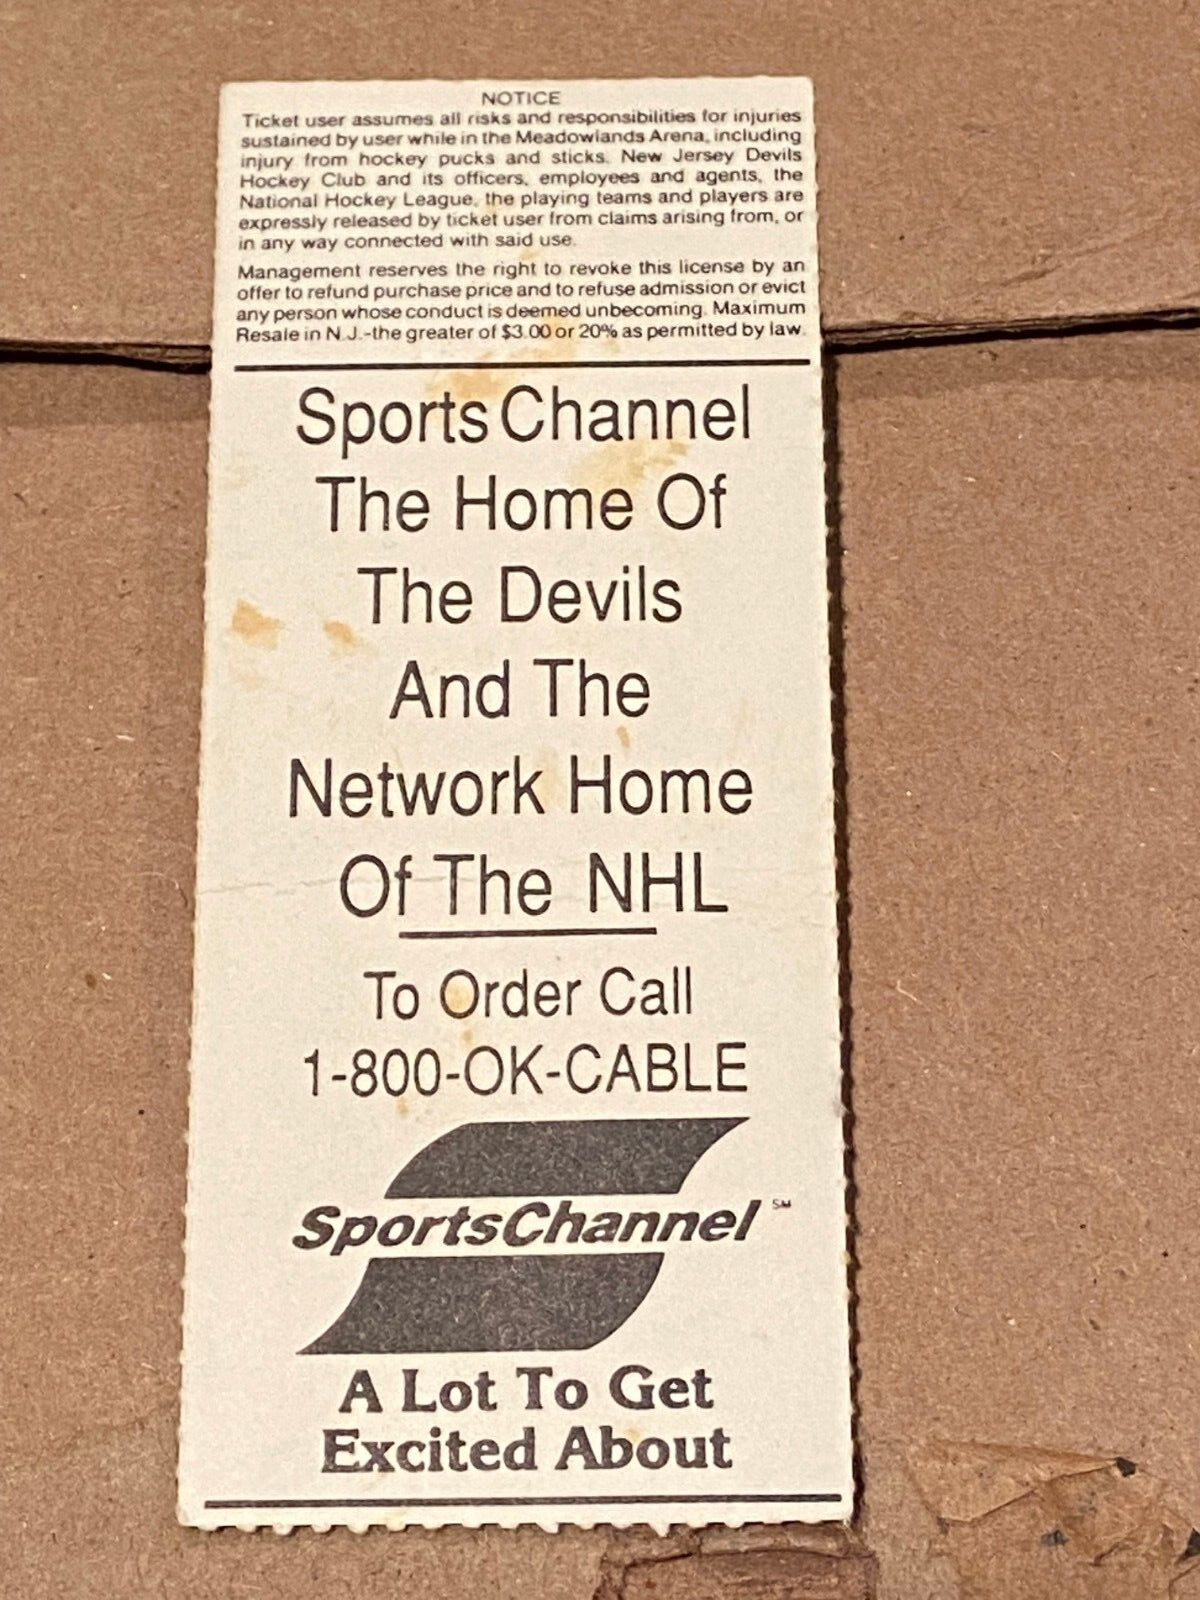 NOTICE
Ticket user assumes all risks and responsibilities for injuries
sustained by user while in the Meadowlands Arena, including
injury from hockey pucks and sticks. New Jersey Devils
Hockey Club and its officers, employees and agents, the
National Hockey League, the playing teams and players are
expressly released by ticket user from claims arising from, or
in any way connected with said use.
Management reserves the right to revoke this license by an
offer to refund purchase price and to refuse admission or evict
any person whose conduct is deemed unbecoming. Maximum
Resale in N.J.-the greater of $3.00 or 20% as permitted by law.
SportsChannel
The Home Of
The Devils
And The
Network Home
Of The NHL
To Order Call
1-800-OK-CABLE
SportsChannel SM
A Lot To Get
Excited About